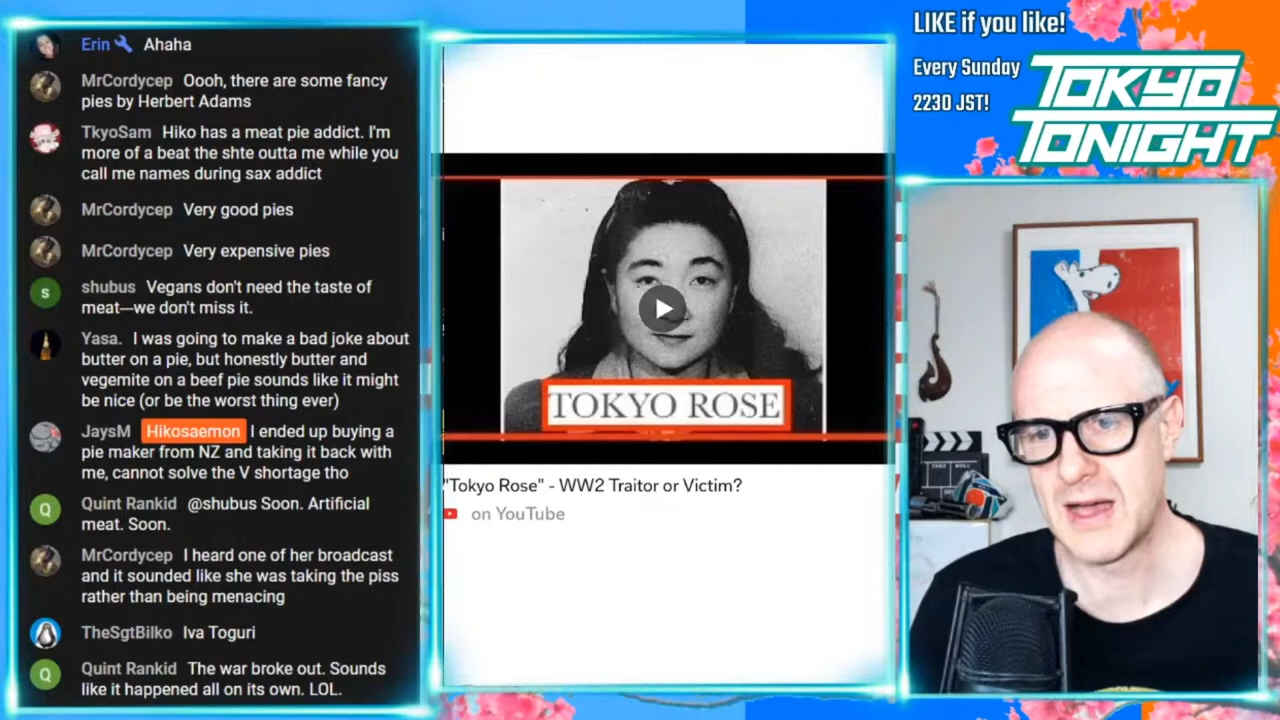 Erin Ahaha
MrCordycep Oooh, there are some fancy
pies by Herbert Adams
TkyoSam Hiko has a meat pie addict. I'm
more of a beat the shte outta me while you
call me names during sax addict
MrCordycep Very good pies
MrCordycep Very expensive pies
s
shubus Vegans don't need the taste of
meat—we don't miss it.
Yasa. I was going to make a bad joke about
butter on a pie, but honestly butter and
vegemite on a beef pie sounds like it might
be nice (or be the worst thing ever)
JaysM Hikosaemon I ended up buying a
pie maker from NZ and taking it back with
me, cannot solve the V shortage tho
Q
Quint Rankid @shubus Soon. Artificial
meat. Soon.
MrCordycep I heard one of her broadcast
and it sounded like she was taking the piss
rather than being menacing
TheSgtBilko Iva Toguri
Q
Quint Rankid The war broke out. Sounds
like it happened all on its own. LOL.
TOKYO ROSE
"Tokyo Rose" - WW2 Traitor or Victim?
on YouTube
LIKE if you like!
Every Sunday
2230 JST!
TOKYO
TONIGHT